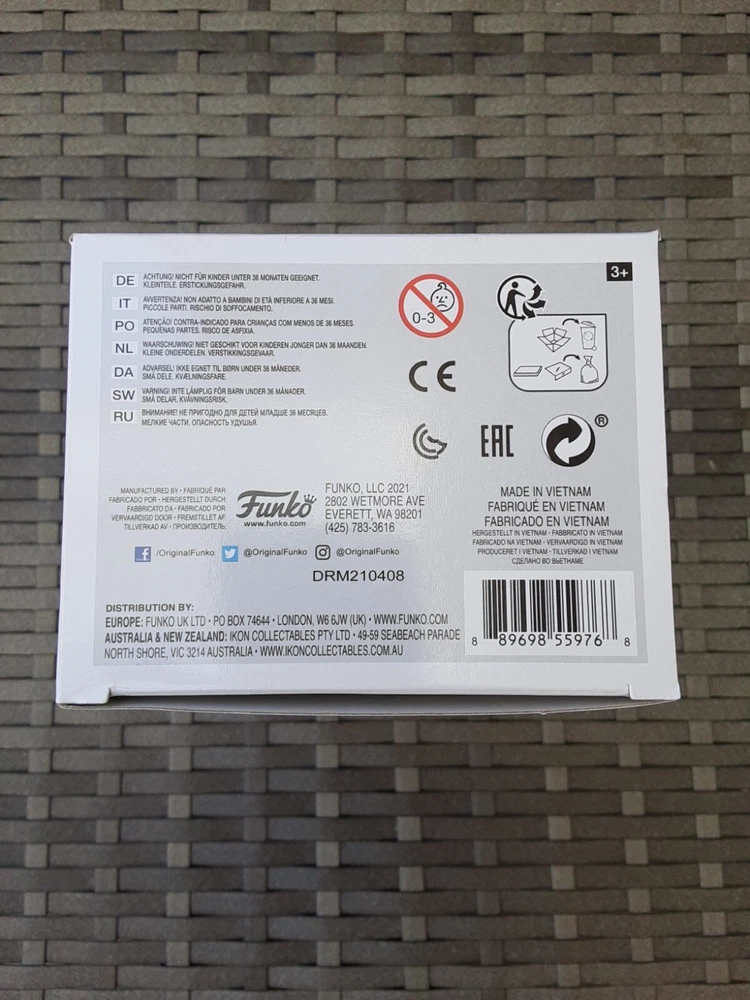 DE ACHTUNG! NICHT FÜR KINDER UNTER 36 MONATEN GEEIGNET.
KLEINTEILE. ERSTICKUNGSGEFAHR.
IT AVVERTENZA! NON ADATTO A BAMBINI DI ETÀ INFERIORE A 36 MESI.
PICCOLE PARTI. RISCHIO DI SOFFOCAMENTO.
PO ATENÇÃO! CONTRA-INDICADO PARA CRIANÇAS COM MENOS DE 36 MESES.
PEQUENAS PARTES. RISCO DE ASFIXIA.
NL WAARSCHUWING! NIET GESCHIKT VOOR KINDEREN JONGER DAN 36 MAANDEN.
KLEINE ONDERDELEN. VERSTIKKINGSGEVAAR.
DA ADVARSEL! IKKE EGNET TIL BØRN UNDER 36 MÅNEDER.
SMÅ DELE. KVÆLNINGSFARE.
SW VARNING! INTE LÄMPLIG FÖR BARN UNDER 36 MÅNADER.
SMÅ DELAR. KVÄVNINGSRISK.
RU ВНИМАНИЕ! НЕ ПРИГОДНО ДЛЯ ДЕТЕЙ МЛАДШЕ 36 МЕСЯЦЕВ.
МЕЛКИЕ ЧАСТИ. ОПАСНОСТЬ УДУШЬЯ.
0-3
3+
CE
EAC
®
MANUFACTURED BY • FABRIQUÉ PAR
FABRICADO POR • HERGESTELLT DURCH
FABBRICATO DA • FABRICADO POR
VERVAARDIGD DOOR • FREMSTILLET AF
TILLVERKAD AV • ПРОИЗВОДИТЕЛЬ:
Funko
www.funko.com
FUNKO, LLC 2021
2802 WETMORE AVE
EVERETT, WA 98201
(425) 783-3616
/OriginalFunko @OriginalFunko @OriginalFunko
DRM210408
MADE IN VIETNAM
FABRIQUÉ EN VIETNAM
FABRICADO EN VIETNAM
HERGESTELLT IN VIETNAM • FABBRICATO IN VIETNAM
FABRICADO NA VIETNAM • VERVAARDIGD IN VIETNAM
PRODUCERET I VIETNAM • TILLVERKAD I VIETNAM
СДЕЛАНО ВО ВЬЕТНАМЕ
DISTRIBUTION BY:
EUROPE: FUNKO UK LTD • PO BOX 74644 • LONDON, W6 6JW (UK) • WWW.FUNKO.COM
AUSTRALIA & NEW ZEALAND: IKON COLLECTABLES PTY LTD • 49-59 SEABEACH PARADE
NORTH SHORE, VIC 3214 AUSTRALIA • WWW.IKONCOLLECTABLES.COM.AU
8 89698 55976 8